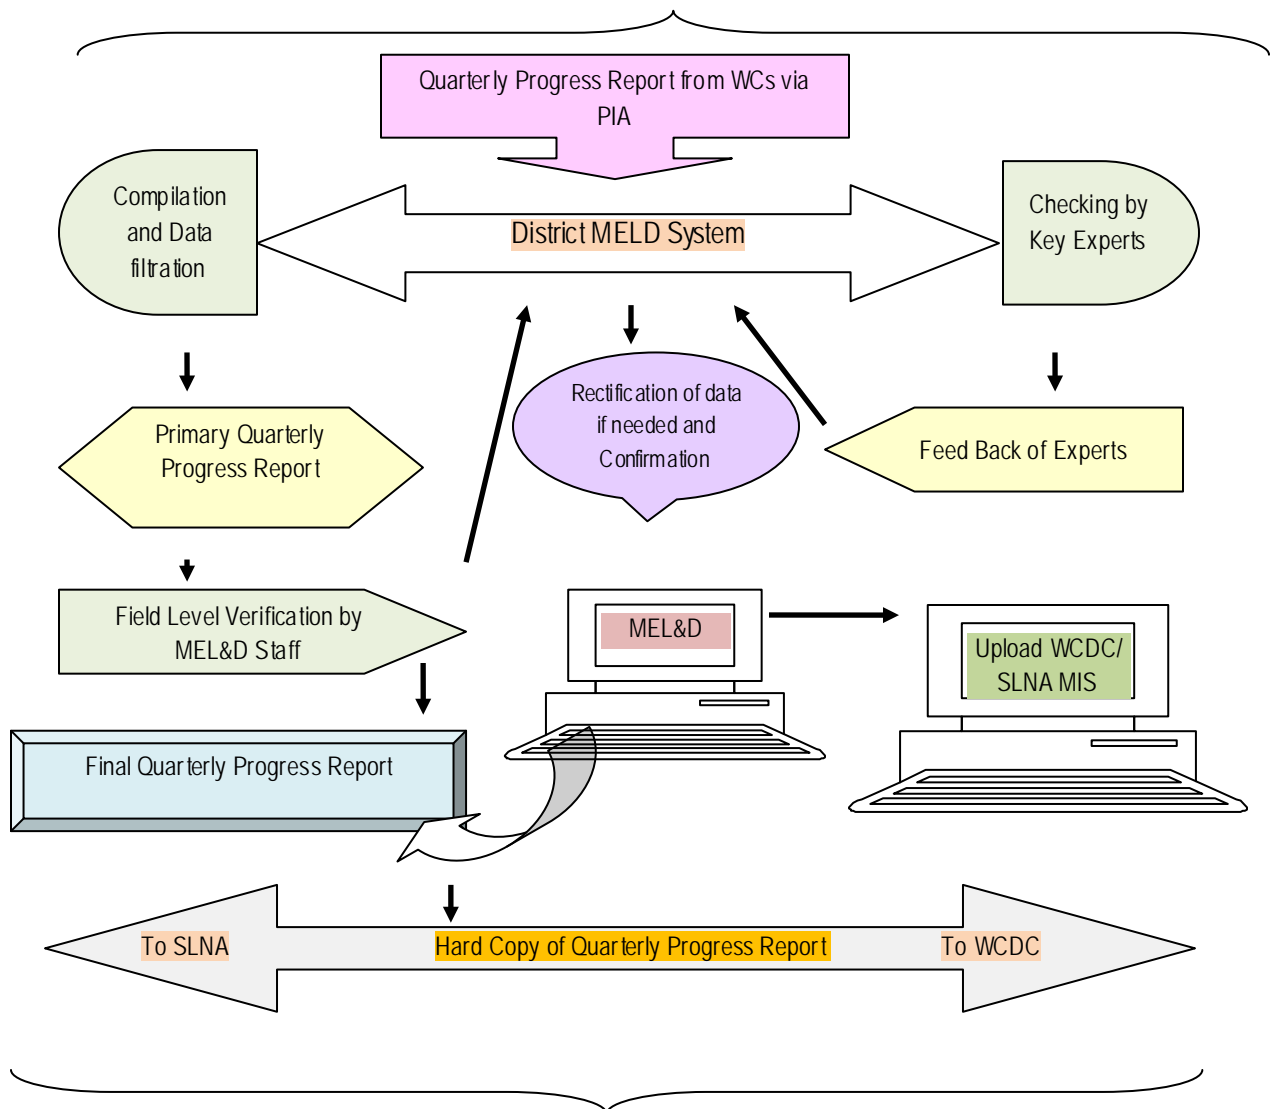 Quarterly Progress Report from WCs via
PIA
Compilation
and Data
filtration
District MELD System
Checking by
Key Experts
Primary Quarterly
Progress Report
Rectification of data
if needed and
Confirmation
Feed Back of Experts
Field Level Verification by
MEL&D Staff
MEL&D
Upload WCDC/
SLNA MIS
Final Quarterly Progress Report
To SLNA
Hard Copy of Quarterly Progress Report
To WCDC